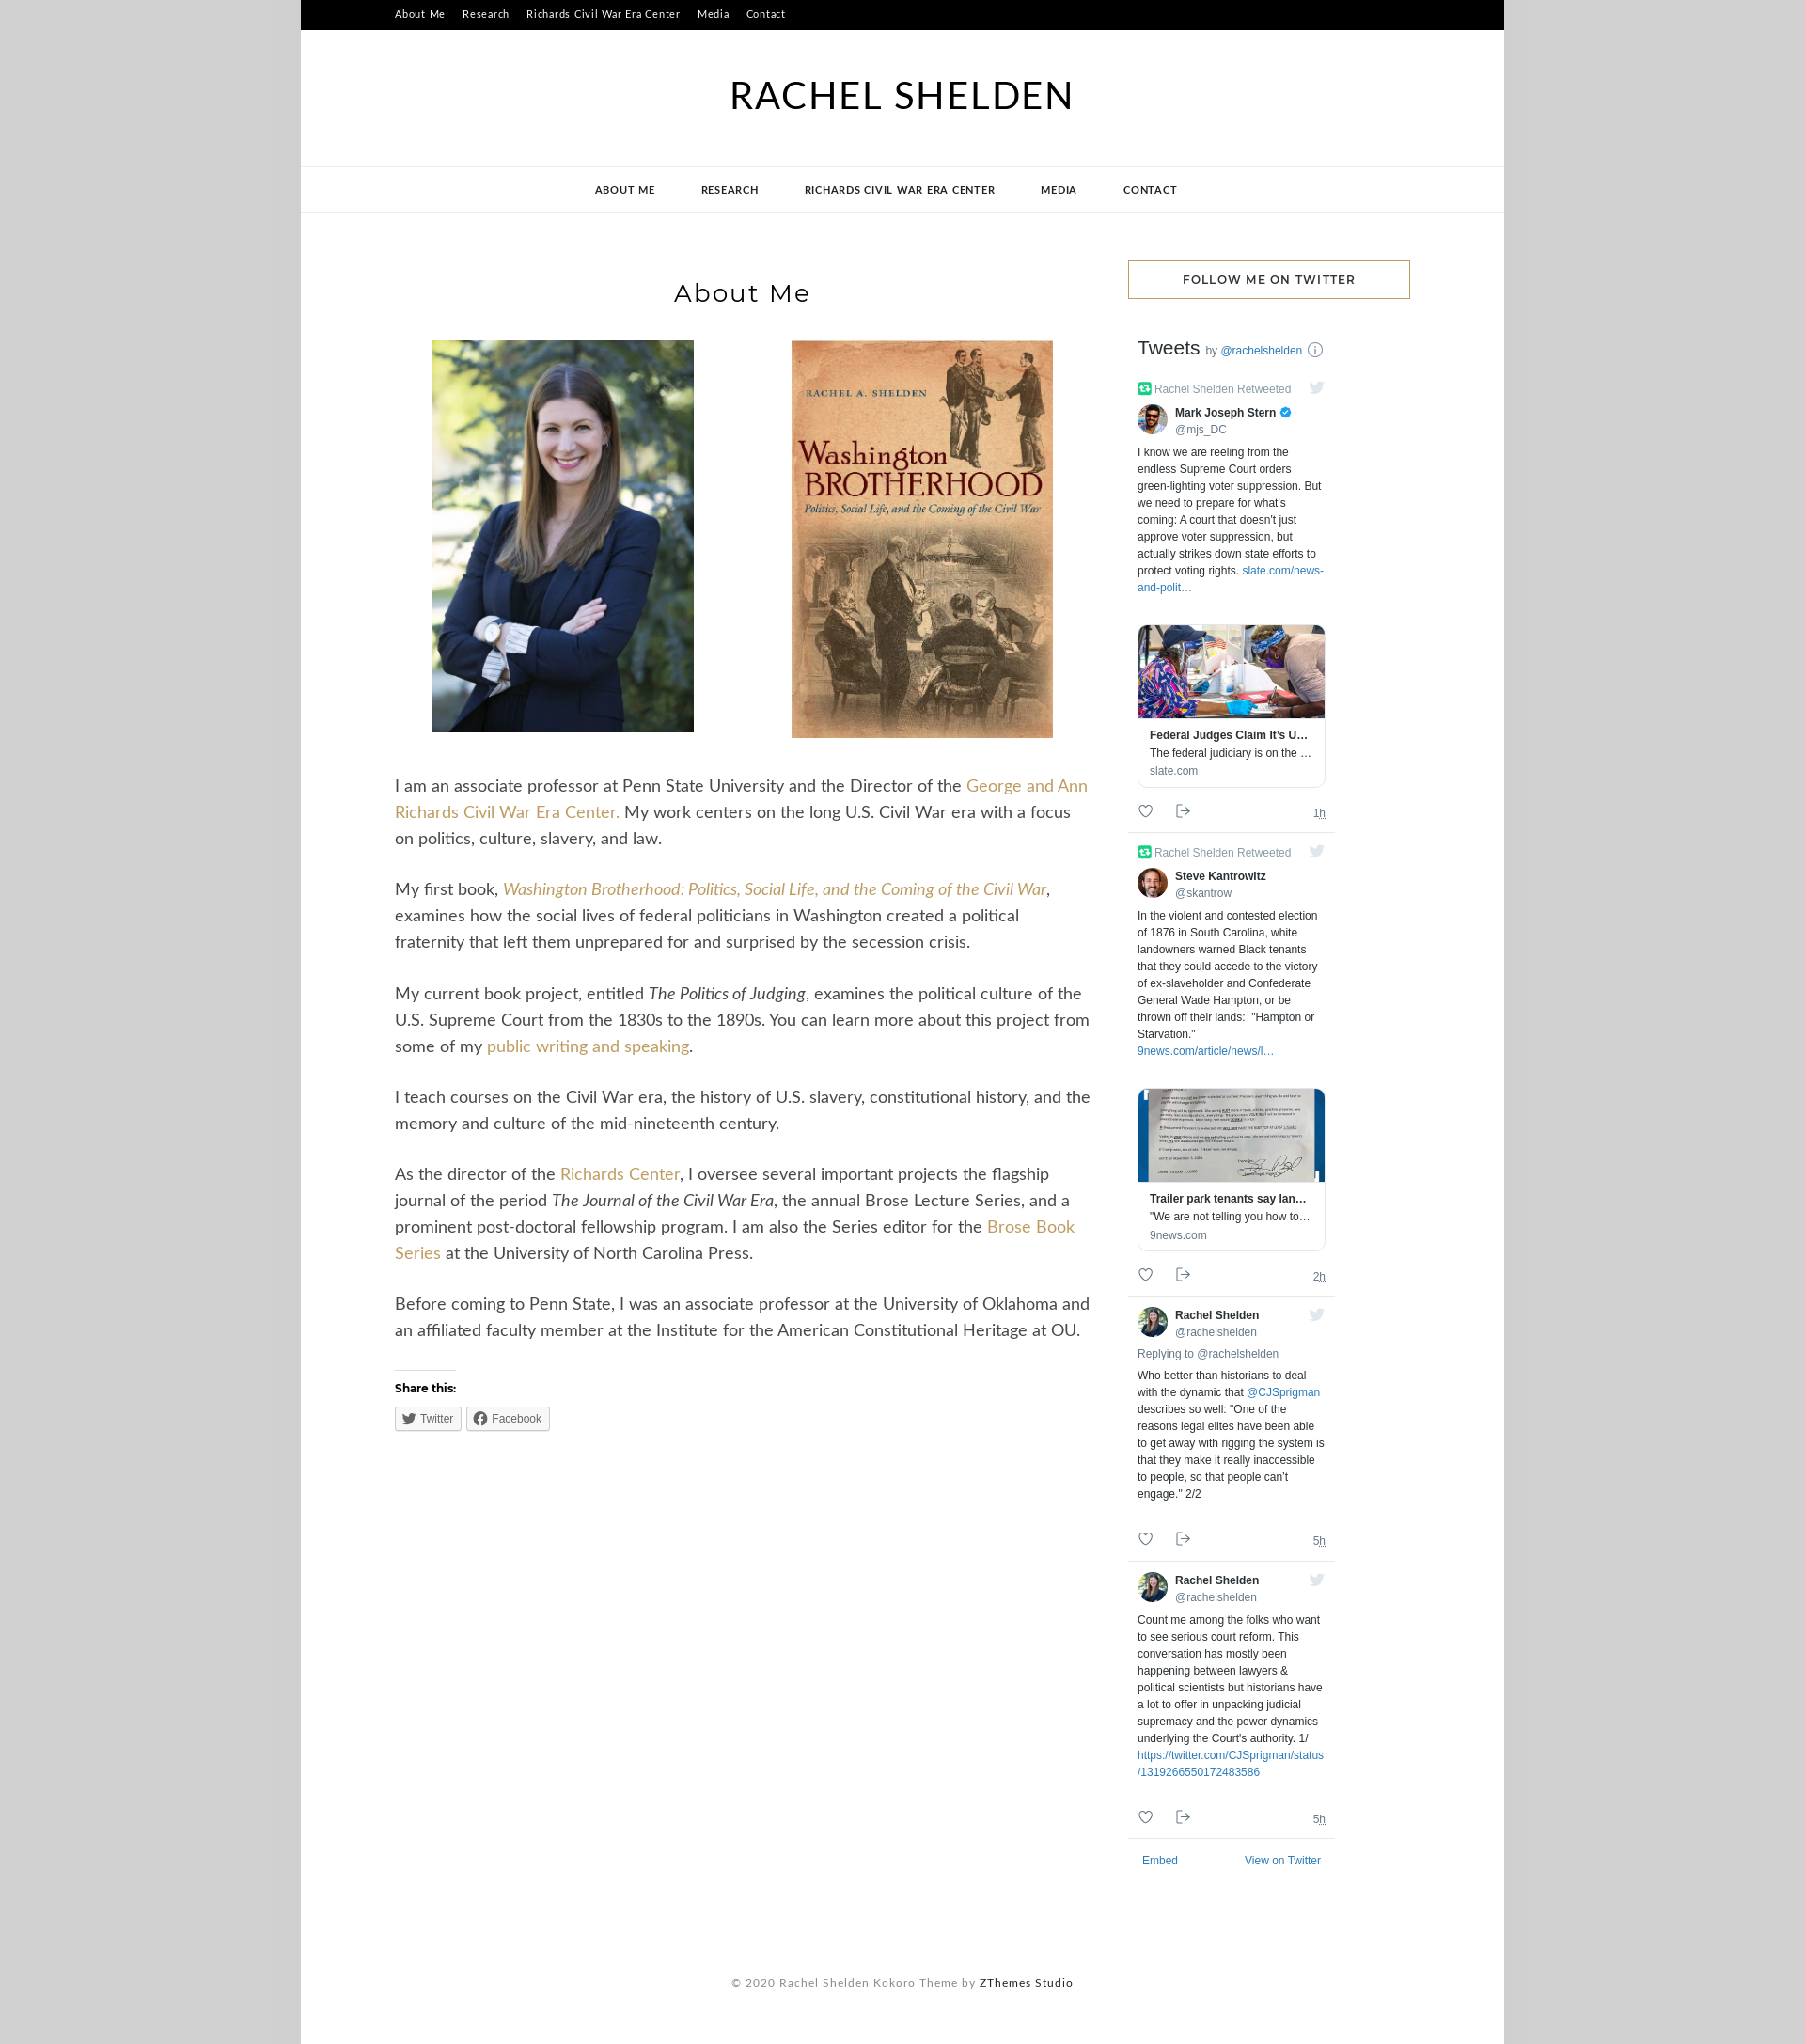 About Me Research Richards Civil War Era Center Media Contact
RACHEL SHELDEN
ABOUT ME RESEARCH RICHARDS CIVIL WAR ERA CENTER MEDIA CONTACT
About Me
RACHEL A. SHELDEN
Washington
BROTHERHOOD
Politics, Social Life, and the Coming of the Civil War
I am an associate professor at Penn State University and the Director of the George and Ann
Richards Civil War Era Center. My work centers on the long U.S. Civil War era with a focus
on politics, culture, slavery, and law.
My first book, Washington Brotherhood: Politics, Social Life, and the Coming of the Civil War,
examines how the social lives of federal politicians in Washington created a political
fraternity that left them unprepared for and surprised by the secession crisis.
My current book project, entitled The Politics of Judging, examines the political culture of the
U.S. Supreme Court from the 1830s to the 1890s. You can learn more about this project from
some of my public writing and speaking.
I teach courses on the Civil War era, the history of U.S. slavery, constitutional history, and the
memory and culture of the mid-nineteenth century.
As the director of the Richards Center, I oversee several important projects the flagship
journal of the period The Journal of the Civil War Era, the annual Brose Lecture Series, and a
prominent post-doctoral fellowship program. I am also the Series editor for the Brose Book
Series at the University of North Carolina Press.
Before coming to Penn State, I was an associate professor at the University of Oklahoma and
an affiliated faculty member at the Institute for the American Constitutional Heritage at OU.
Share this:
Twitter Facebook
FOLLOW ME ON TWITTER
Tweets by @rachelshelden
Rachel Shelden Retweeted
Mark Joseph Stern
@mjs_DC
I know we are reeling from the
endless Supreme Court orders
green-lighting voter suppression. But
we need to prepare for what's
coming: A court that doesn't just
approve voter suppression, but
actually strikes down state efforts to
protect voting rights. slate.com/news-
and-polit…
Federal Judges Claim It’s U…
The federal judiciary is on the …
slate.com
1h
Rachel Shelden Retweeted
Steve Kantrowitz
@skantrow
In the violent and contested election
of 1876 in South Carolina, white
landowners warned Black tenants
that they could accede to the victory
of ex-slaveholder and Confederate
General Wade Hampton, or be
thrown off their lands: "Hampton or
Starvation."
9news.com/article/news/l…
Trailer park tenants say lan…
"We are not telling you how to…
9news.com
2h
Rachel Shelden
@rachelshelden
Replying to @rachelshelden
Who better than historians to deal
with the dynamic that @CJSprigman
describes so well: "One of the
reasons legal elites have been able
to get away with rigging the system is
that they make it really inaccessible
to people, so that people can’t
engage." 2/2
5h
Rachel Shelden
@rachelshelden
Count me among the folks who want
to see serious court reform. This
conversation has mostly been
happening between lawyers &
political scientists but historians have
a lot to offer in unpacking judicial
supremacy and the power dynamics
underlying the Court's authority. 1/
https://twitter.com/CJSprigman/status
/1319266550172483586
5h
Embed View on Twitter
© 2020 Rachel Shelden Kokoro Theme by ZThemes Studio